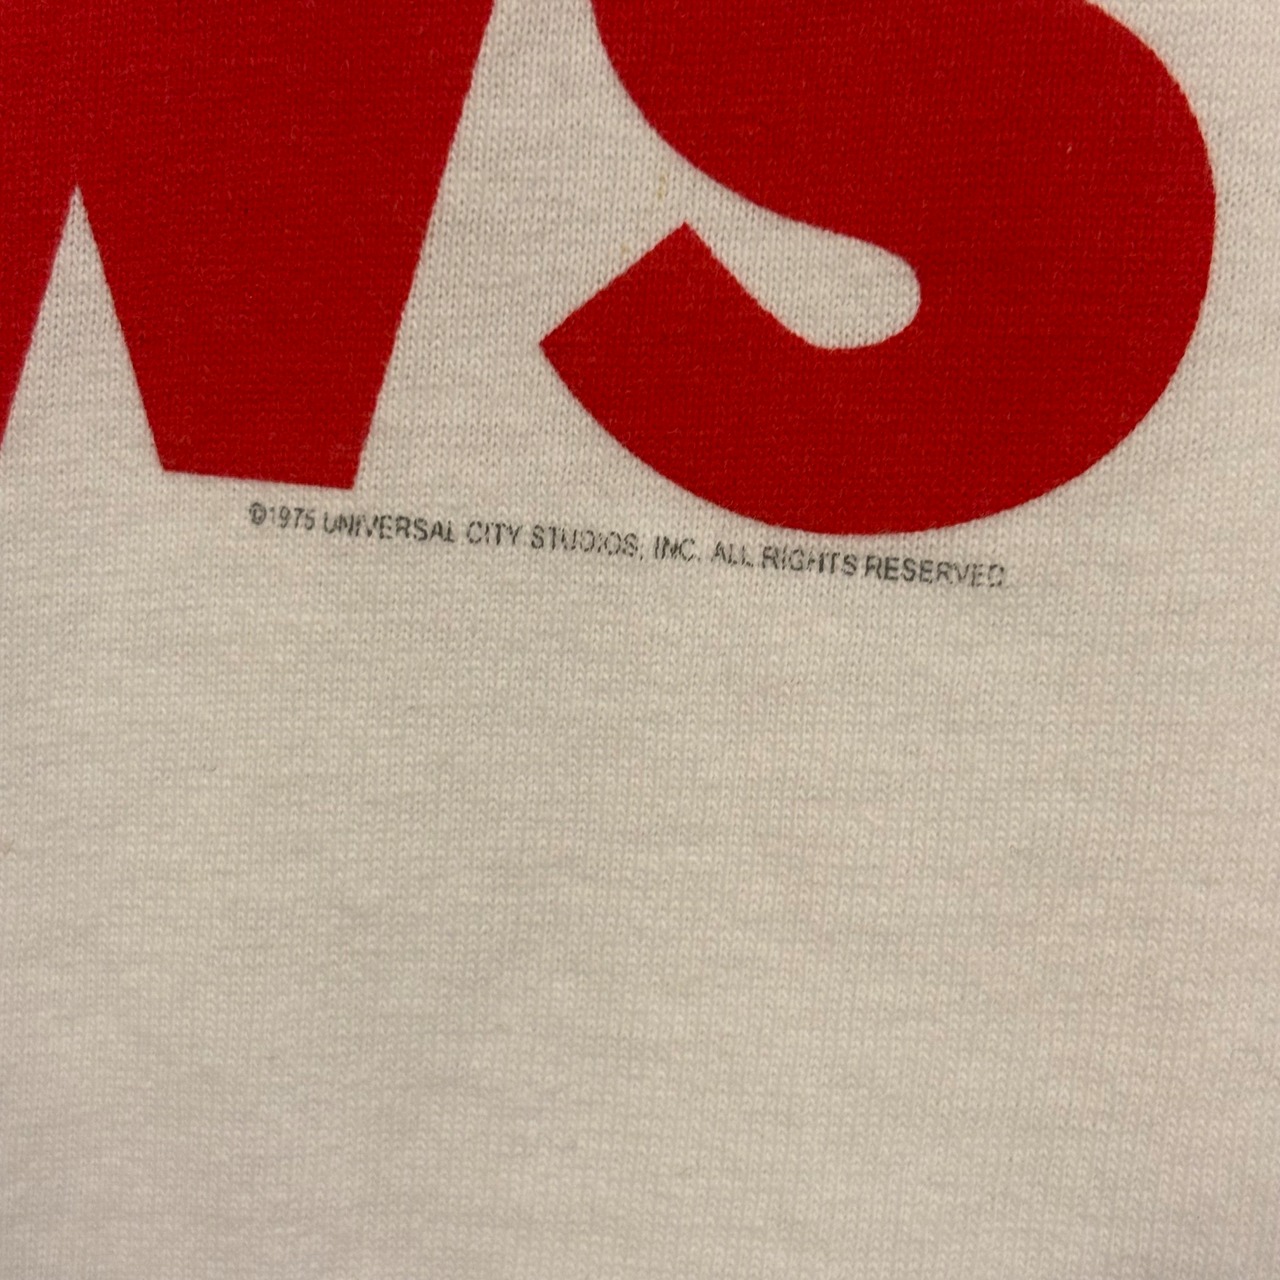 WS
©1975 UNIVERSAL CITY STUDIOS, INC. ALL RIGHTS RESERVED